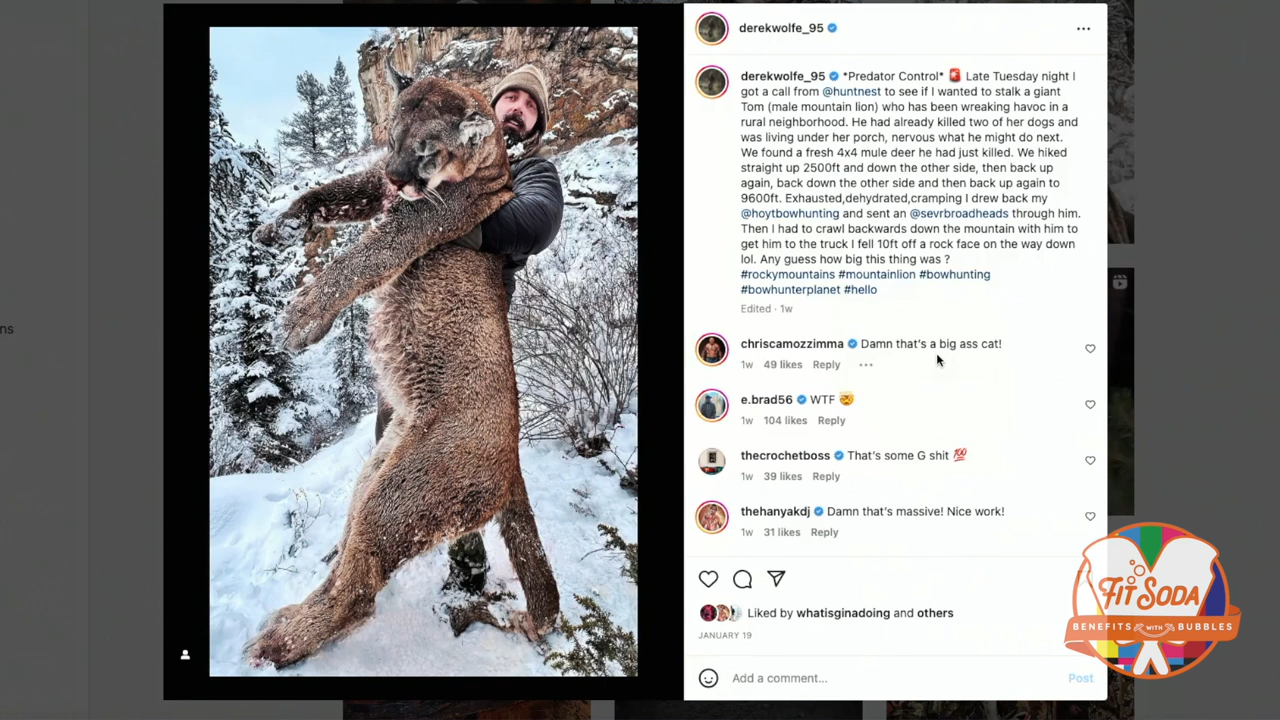 derekwolfe_95
derekwolfe_95 *Predator Control* 🚨 Late Tuesday night I
got a call from @huntnest to see if I wanted to stalk a giant
Tom (male mountain lion) who has been wreaking havoc in a
rural neighborhood. He had already killed two of her dogs and
was living under her porch, nervous what he might do next.
We found a fresh 4x4 mule deer he had just killed. We hiked
straight up 2500ft and down the other side, then back up
again, back down the other side and then back up again to
9600ft. Exhausted,dehydrated,cramping I drew back my
@hoytbowhunting and sent an @sevrbroadheads through him.
Then I had to crawl backwards down the mountain with him to
get him to the truck I fell 10ft off a rock face on the way down
lol. Any guess how big this thing was ?
#rockymountains #mountainlion #bowhunting
#bowhunterplanet #hello
Edited · 1w
chriscamozzimma Damn that's a big ass cat!
1w 49 likes Reply
e.brad56 WTF 🤯
1w 104 likes Reply
thecrochetboss That's some G shit 💯
1w 39 likes Reply
thehanyakdj Damn that's massive! Nice work!
1w 31 likes Reply
Liked by whatisginadoing and others
JANUARY 19
Add a comment... Post
ns
FIT SODA
BENEFITS WITH BUBBLES